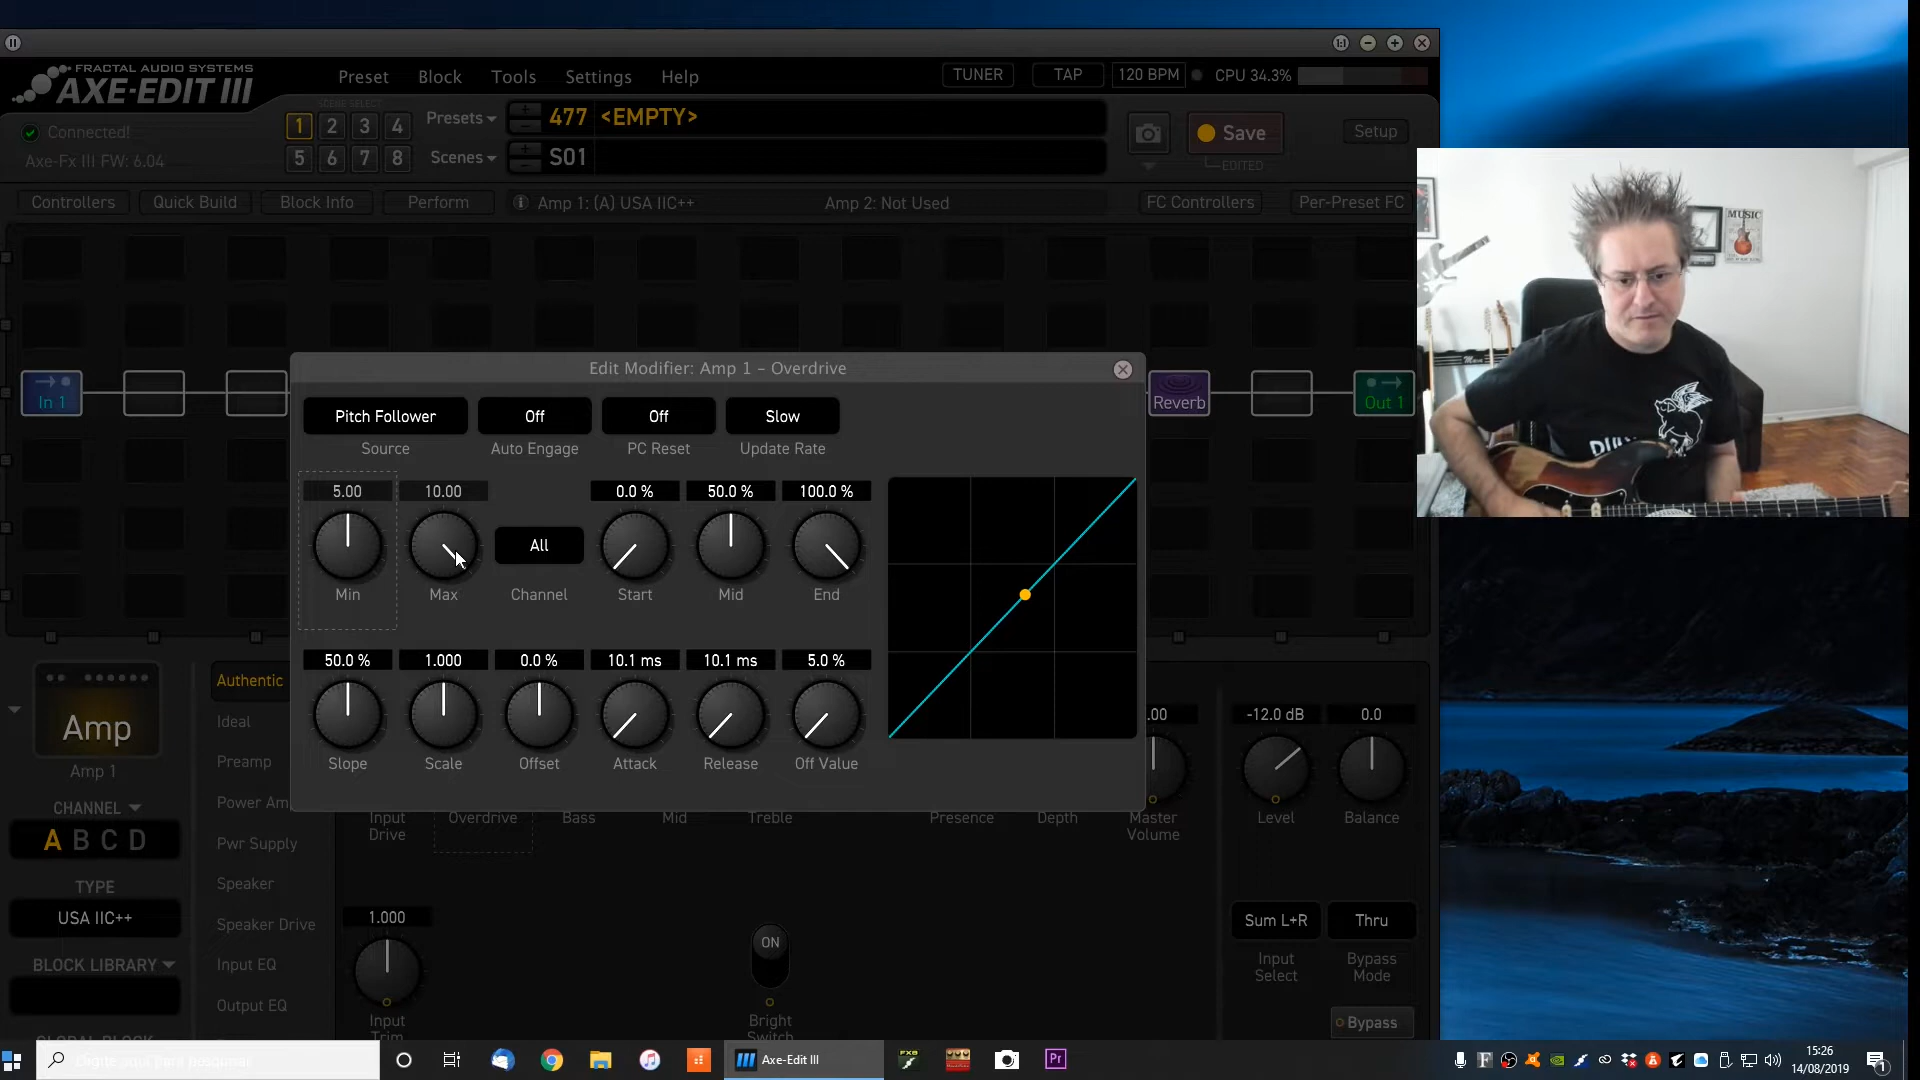 FRACTAL AUDIO SYSTEMS
AXE-EDIT III
Preset Block Tools Settings Help
TUNER TAP 120 BPM CPU 34.3%
Connected!
Axe-Fx III FW: 6.04
SCENE SELECT
1 2 3 4
5 6 7 8
Presets 477 <EMPTY>
Scenes S01
Save
EDITED
Setup
Controllers Quick Build Block Info Perform Amp 1: (A) USA IIC++ Amp 2: Not Used FC Controllers Per-Preset FC
MUSIC
In 1
Reverb
Out 1
Edit Modifier: Amp 1 – Overdrive
Pitch Follower Off Off Slow
Source Auto Engage PC Reset Update Rate
5.00 10.00 0.0 % 50.0 % 100.0 %
All
Min Max Channel Start Mid End
50.0 % 1.000 0.0 % 10.1 ms 10.1 ms 5.0 %
Slope Scale Offset Attack Release Off Value
Amp
Amp 1
CHANNEL
A B C D
TYPE
USA IIC++
BLOCK LIBRARY
Authentic
Ideal
Preamp
Power Am
Pwr Supply
Speaker
Speaker Drive
Input EQ
Output EQ
.00 -12.0 dB 0.0
Input Drive Overdrive Bass Mid Treble Presence Depth Master Volume Level Balance
1.000
ON
Input
Bright
Sum L+R Thru
Input Select Bypass Mode
Bypass
Axe-Edit III
Pr
15:26
14/08/2019